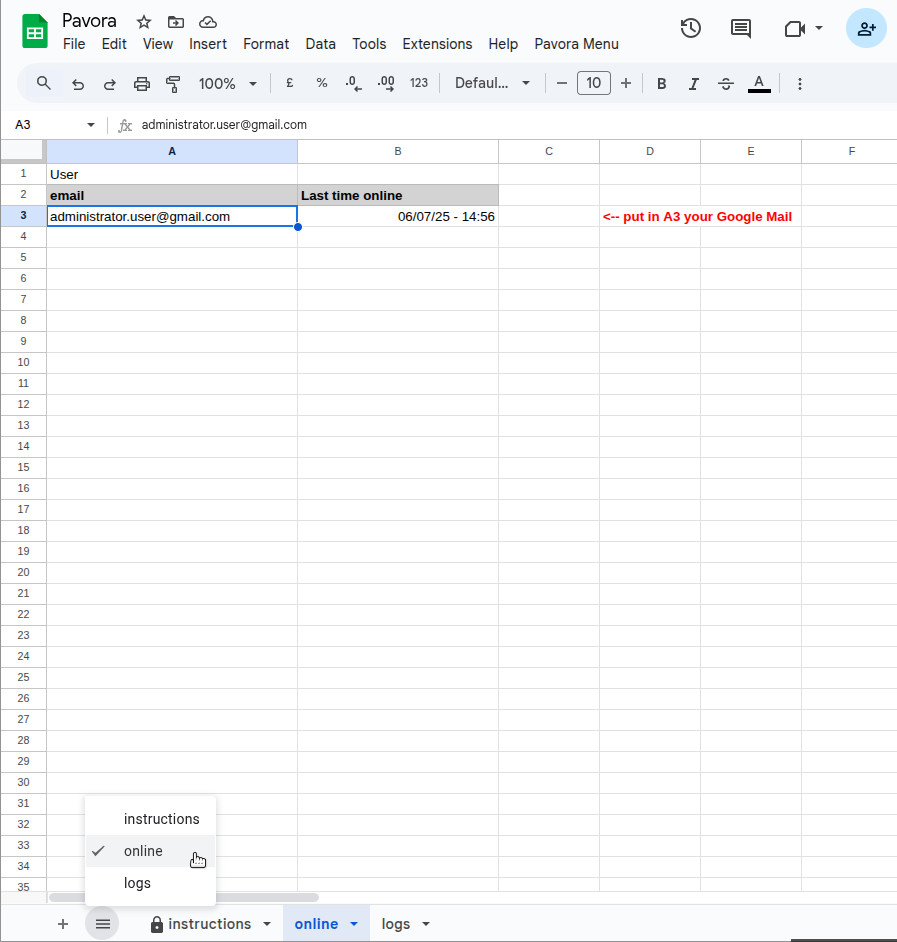 Pavora
File Edit View Insert Format Data Tools Extensions Help Pavora Menu
100% £ % .0 .00 123 Defaul... 10 B I S A
A3 fx administrator.user@gmail.com
A B C D E F
1 User
2 email Last time online
3 administrator.user@gmail.com 06/07/25 - 14:56 <-- put in A3 your Google Mail
4
5
6
7
8
9
10
11
12
13
14
15
16
17
18
19
20
21
22
23
24
25
26
27
28
29
30
31
32
33
34
35
instructions
online
logs
instructions online logs